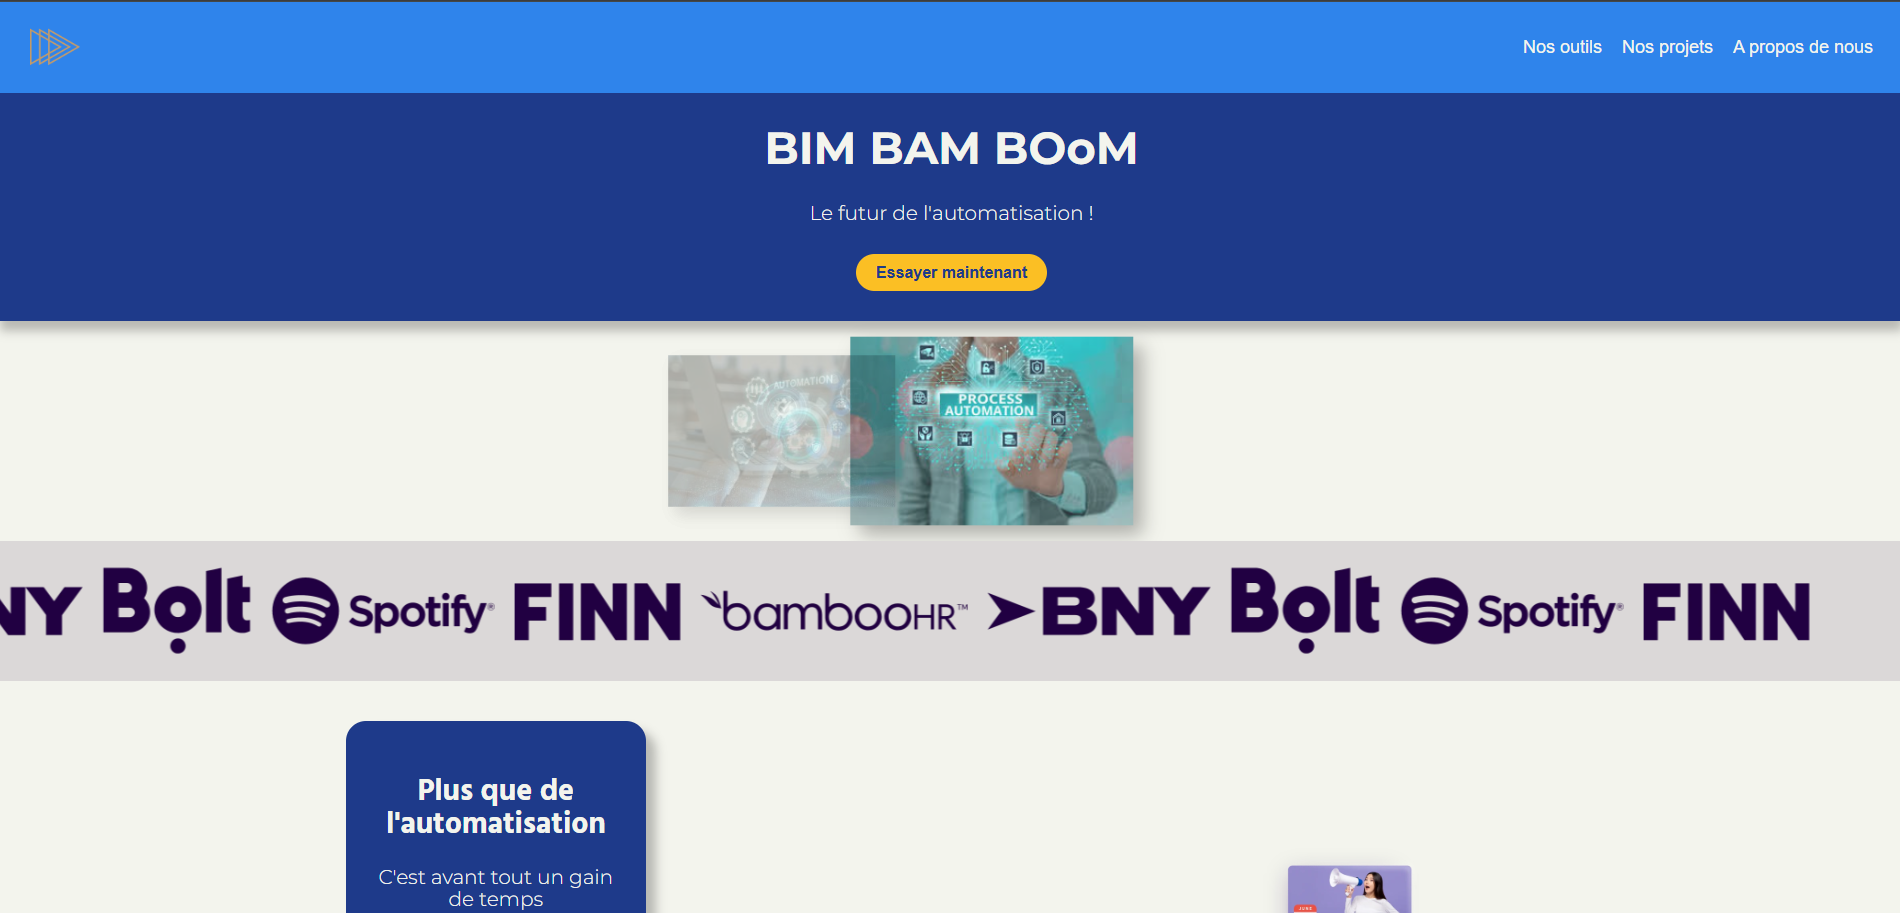 Nos outils Nos projets A propos de nous
BIM BAM BOoM
Le futur de l'automatisation !
Essayer maintenant
AUTOMATION
PROCESS
AUTOMATION
NY Bolt Spotify® FINN bambooHR™ BNY Bolt Spotify® FINN
Plus que de
l'automatisation
C'est avant tout un gain
de temps
JUNE